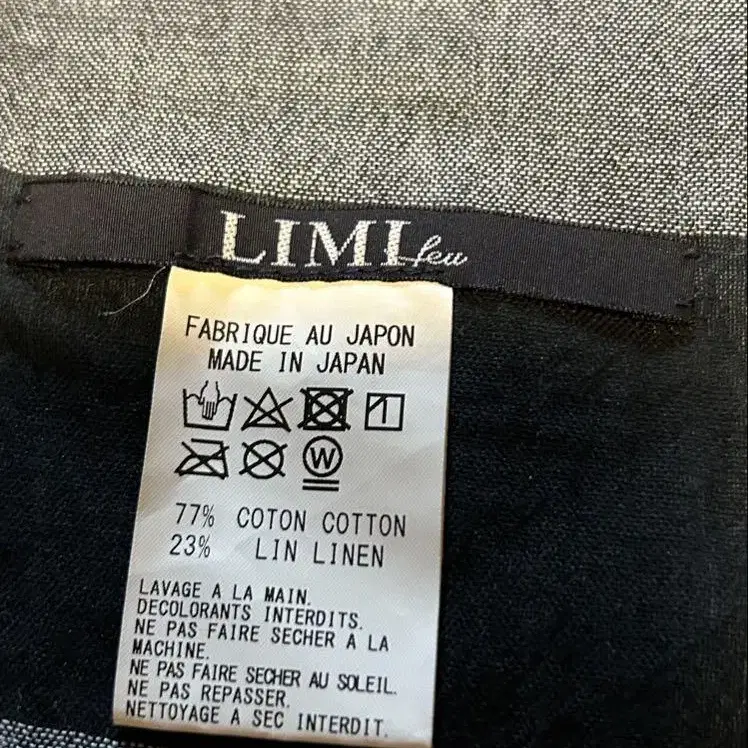 LIMI feu
FABRIQUE AU JAPON
MADE IN JAPAN
W
77% COTON COTTON
23% LIN LINEN
LAVAGE A LA MAIN.
DECOLORANTS INTERDITS.
NE PAS FAIRE SECHER A LA
MACHINE.
NE PAS FAIRE SECHER AU SOLEIL.
NE PAS REPASSER.
NETTOYAGE A SEC INTERDIT.